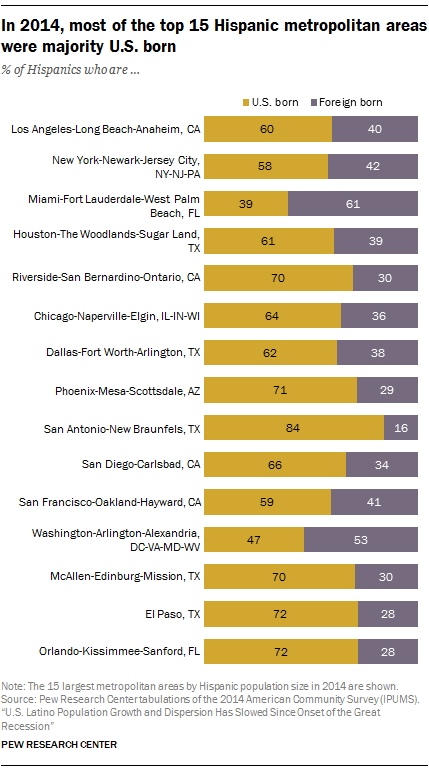 In 2014, most of the top 15 Hispanic metropolitan areas
were majority U.S. born
% of Hispanics who are ...
U.S. born Foreign born
Los Angeles-Long Beach-Anaheim, CA 60 40
New York-Newark-Jersey City,
NY-NJ-PA 58 42
Miami-Fort Lauderdale-West Palm
Beach, FL 39 61
Houston-The Woodlands-Sugar Land,
TX 61 39
Riverside-San Bernardino-Ontario, CA 70 30
Chicago-Naperville-Elgin, IL-IN-WI 64 36
Dallas-Fort Worth-Arlington, TX 62 38
Phoenix-Mesa-Scottsdale, AZ 71 29
San Antonio-New Braunfels, TX 84 16
San Diego-Carlsbad, CA 66 34
San Francisco-Oakland-Hayward, CA 59 41
Washington-Arlington-Alexandria,
DC-VA-MD-WV 47 53
McAllen-Edinburg-Mission, TX 70 30
El Paso, TX 72 28
Orlando-Kissimmee-Sanford, FL 72 28
Note: The 15 largest metropolitan areas by Hispanic population size in 2014 are shown.
Source: Pew Research Center tabulations of the 2014 American Community Survey (IPUMS).
"U.S. Latino Population Growth and Dispersion Has Slowed Since Onset of the Great
Recession"
PEW RESEARCH CENTER